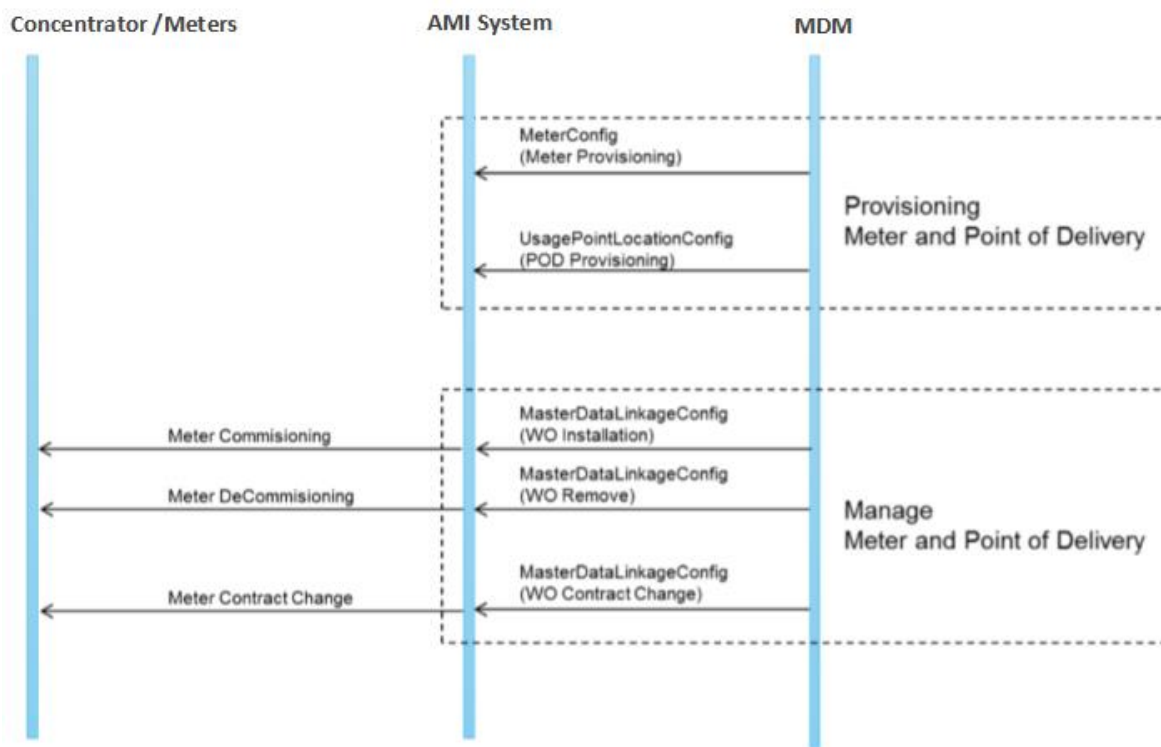 Concentrator /Meters
AMI System
MDM
MeterConfig
(Meter Provisioning)
UsagePointLocationConfig
(POD Provisioning)
Provisioning
Meter and Point of Delivery
MasterDataLinkageConfig
(WO Installation)
Meter Commisioning
MasterDataLinkageConfig
(WO Remove)
Meter DeCommisioning
Manage
Meter and Point of Delivery
MasterDataLinkageConfig
(WO Contract Change)
Meter Contract Change